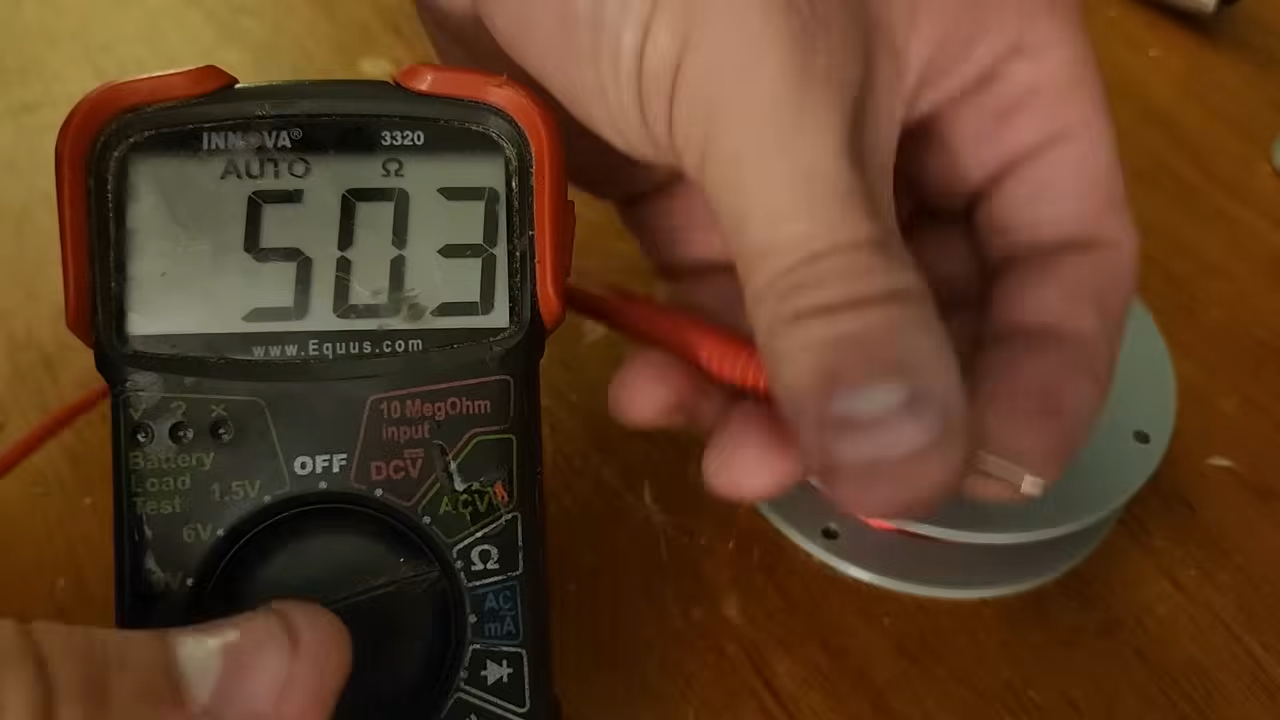 INNOVA® 3320
AUTO Ω
50.3
www.Equus.com
10 MegOhm
input
DCV
ACV
Battery
Load
Test
1.5V
6V
OFF
Ω
AC
mA